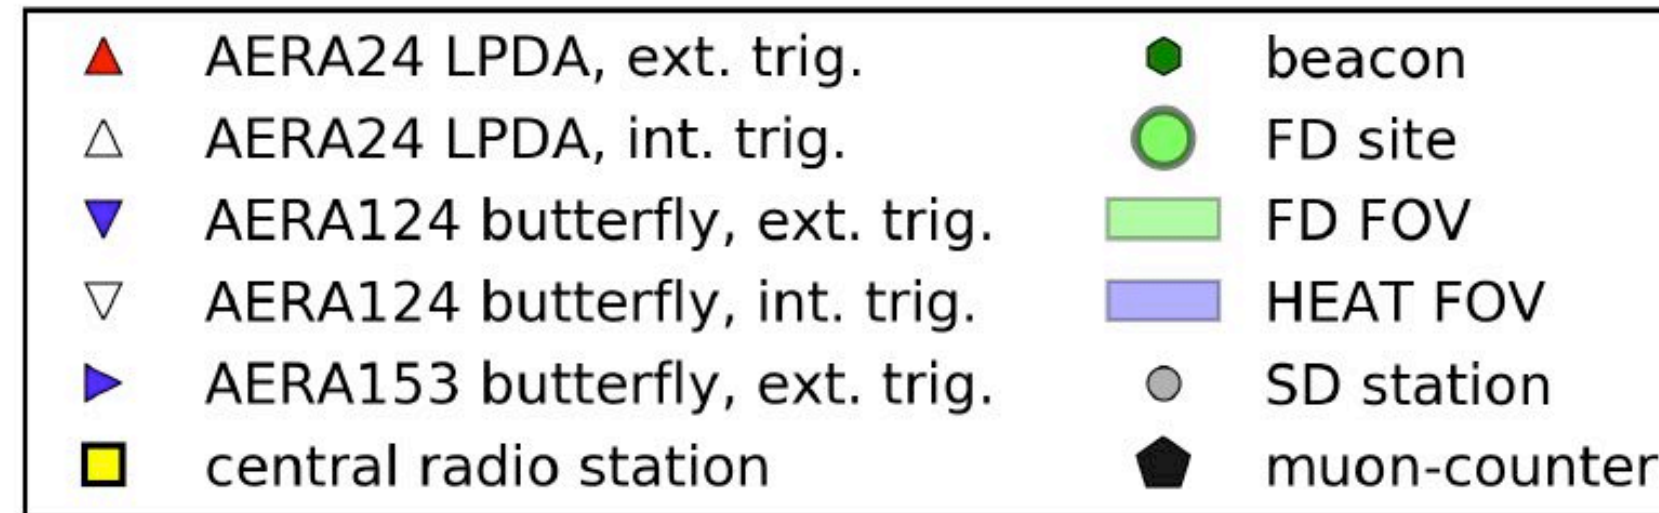 AERA24 LPDA, ext. trig.
AERA24 LPDA, int. trig.
AERA124 butterfly, ext. trig.
AERA124 butterfly, int. trig.
AERA153 butterfly, ext. trig.
central radio station
beacon
FD site
FD FOV
HEAT FOV
SD station
muon-counter